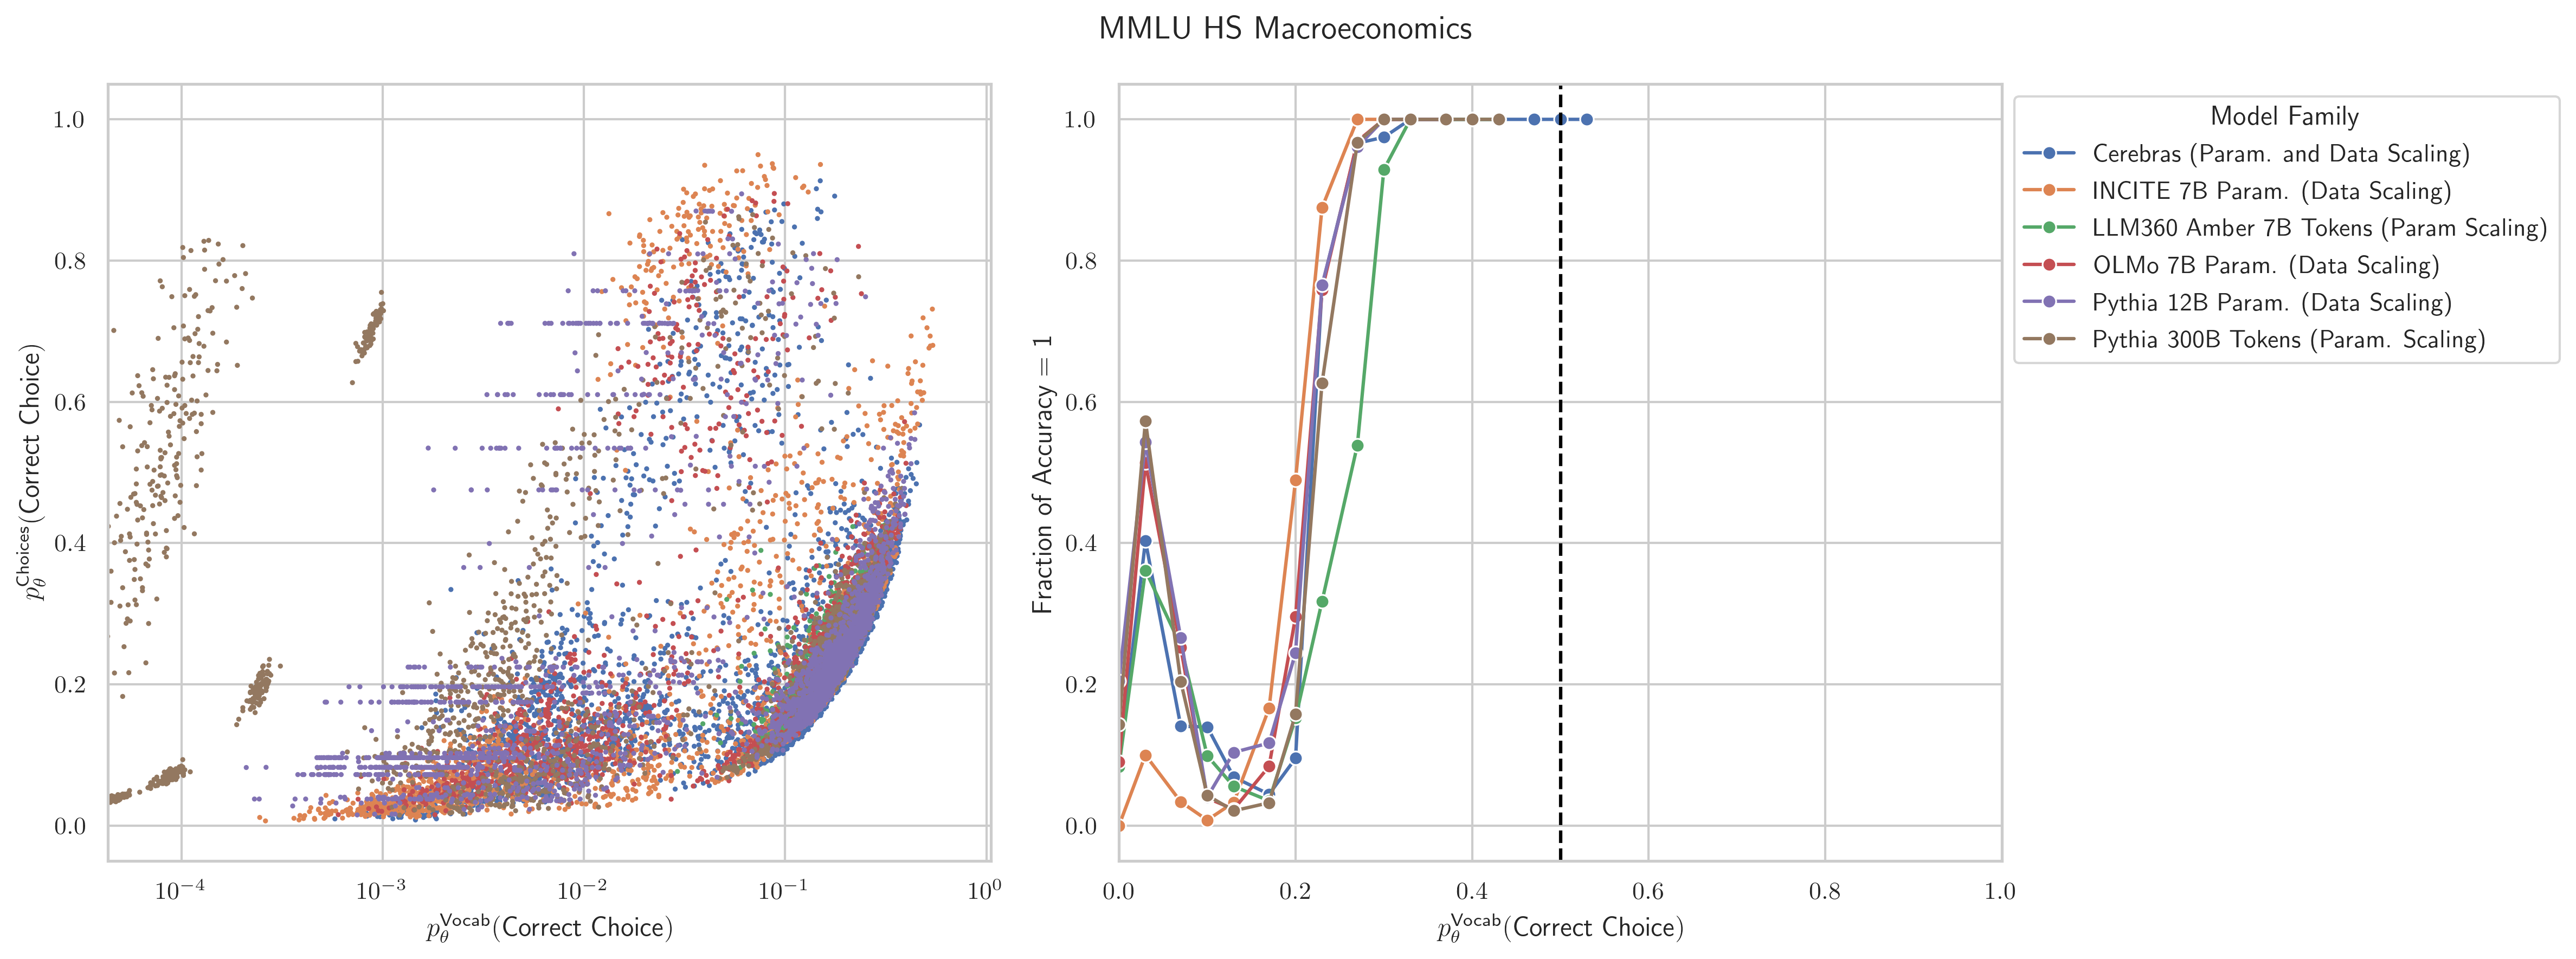 MMLU HS Macroeconomics
1.0
0.8
0.6
0.4
0.2
0.0
p_θ^Choices(Correct Choice)
10^−4 10^−3 10^−2 10^−1 10^0
p_θ^Vocab(Correct Choice)
1.0
0.8
0.6
0.4
0.2
0.0
Fraction of Accuracy = 1
0.0 0.2 0.4 0.6 0.8 1.0
p_θ^Vocab(Correct Choice)
Model Family
Cerebras (Param. and Data Scaling)
INCITE 7B Param. (Data Scaling)
LLM360 Amber 7B Tokens (Param Scaling)
OLMo 7B Param. (Data Scaling)
Pythia 12B Param. (Data Scaling)
Pythia 300B Tokens (Param. Scaling)